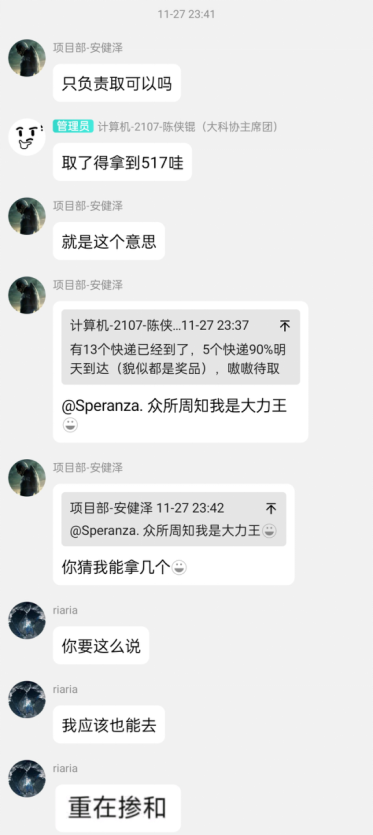 11-27 23:41
项目部-安健泽
只负责取可以吗
管理员 计算机-2107-陈侠锟（大科协主席团）
取了得拿到517哇
项目部-安健泽
就是这个意思
项目部-安健泽
计算机-2107-陈侠...11-27 23:37
有13个快递已经到了，5个快递90%明
天到达（貌似都是奖品），嗷嗷待取
@Speranza. 众所周知我是大力王
项目部-安健泽
项目部-安健泽 11-27 23:42
@Speranza. 众所周知我是大力王
你猜我能拿几个
riaria
你要这么说
riaria
我应该也能去
riaria
重在掺和